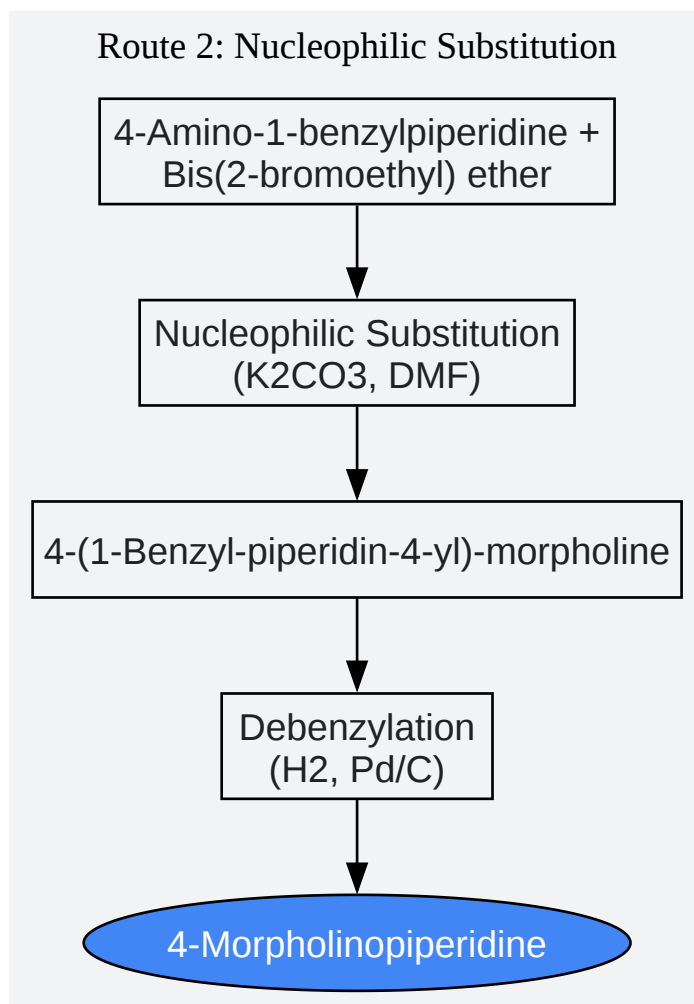 Route 2: Nucleophilic Substitution
4-Amino-1-benzylpiperidine +
Bis(2-bromoethyl) ether
Nucleophilic Substitution
(K2CO3, DMF)
4-(1-Benzyl-piperidin-4-yl)-morpholine
Debenzylation
(H2, Pd/C)
4-Morpholinopiperidine